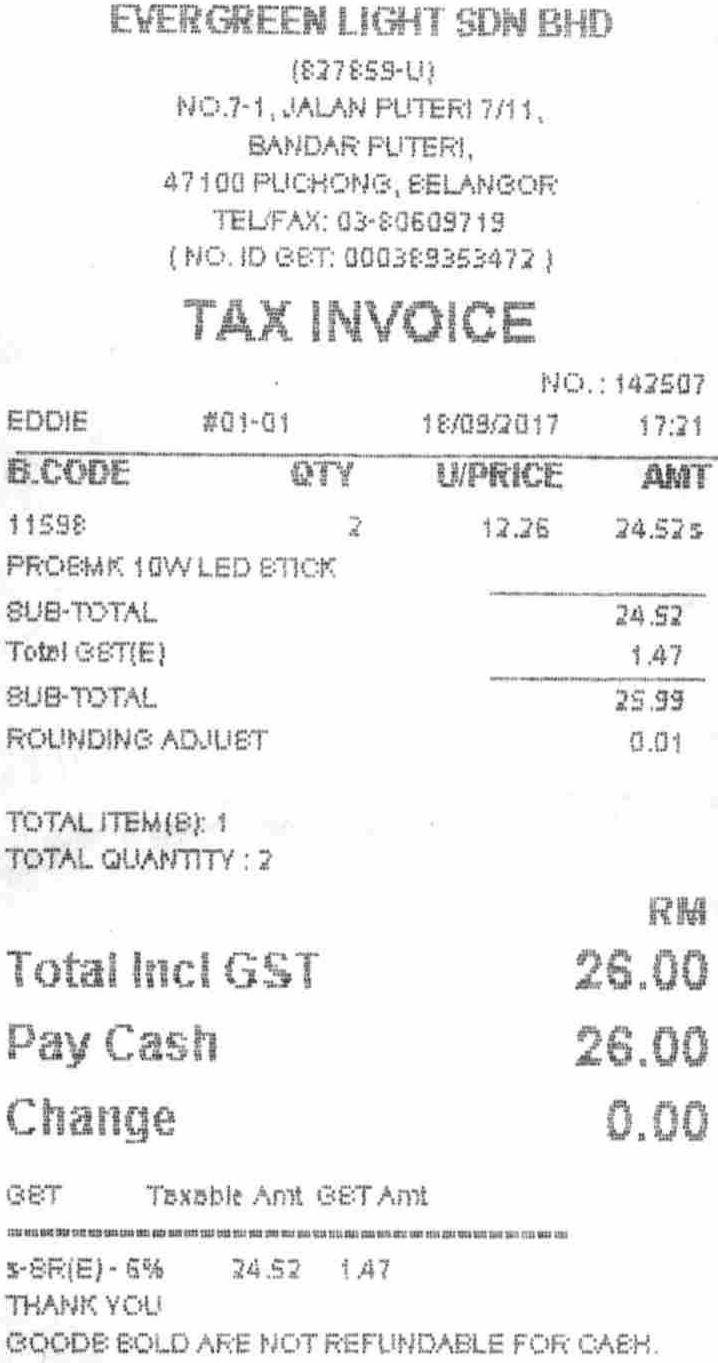 EVERGREEN LIGHT SDN BHD
(827859-U)
NO.7-1, JALAN PUTERI 7/11,
BANDAR PUTERI,
47100 PUCHONG, SELANGOR
TEL/FAX: 03-80609719
( NO. ID GST: 000389353472 )
TAX INVOICE
NO. : 142507
EDDIE #01-01 18/09/2017 17:21
B.CODE QTY U/PRICE AMT
11598 2 12.26 24.52s
PROEMK 10W LED STICK
SUB-TOTAL 24.52
Total GST(E) 1.47
SUB-TOTAL 25.99
ROUNDING ADJUST 0.01
TOTAL ITEM(S): 1
TOTAL QUANTITY : 2
RM
Total Incl GST 26.00
Pay Cash 26.00
Change 0.00
GST Taxable Amt GST Amt
s-SR(E) - 6% 24.52 1.47
THANK YOU
GOODS SOLD ARE NOT REFUNDABLE FOR CASH.